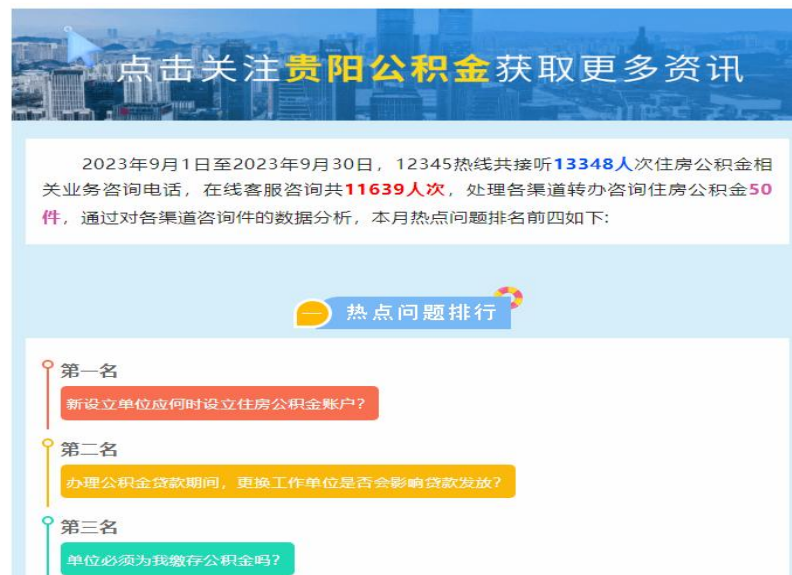 点击关注贵阳公积金获取更多资讯
2023年9月1日至2023年9月30日，12345热线共接听13348人次住房公积金相
关业务咨询电话，在线客服咨询共11639人次，处理各渠道转办咨询住房公积金50
件，通过对各渠道咨询件的数据分析，本月热点问题排名前四如下：
一 热点问题排行
第一名
新设立单位应何时设立住房公积金账户？
第二名
办理公积金贷款期间，更换工作单位是否会影响贷款发放？
第三名
单位必须为我缴存公积金吗？